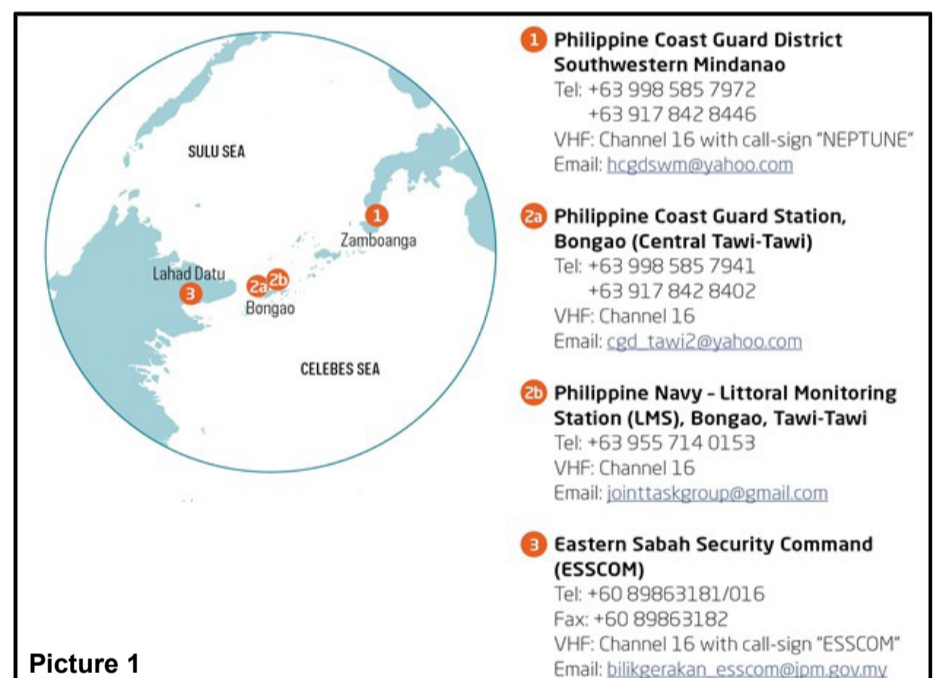 SULU SEA
1
Zamboanga
Lahad Datu
3
2a
2b
Bongao
CELEBES SEA
1 Philippine Coast Guard District
Southwestern Mindanao
Tel: +63 998 585 7972
+63 917 842 8446
VHF: Channel 16 with call-sign "NEPTUNE"
Email: hcgdswm@yahoo.com
2a Philippine Coast Guard Station,
Bongao (Central Tawi-Tawi)
Tel: +63 998 585 7941
+63 917 842 8402
VHF: Channel 16
Email: cgd_tawi2@yahoo.com
2b Philippine Navy – Littoral Monitoring
Station (LMS), Bongao, Tawi-Tawi
Tel: +63 955 714 0153
VHF: Channel 16
Email: jointtaskgroup@gmail.com
3 Eastern Sabah Security Command
(ESSCOM)
Tel: +60 89863181/016
Fax: +60 89863182
VHF: Channel 16 with call-sign "ESSCOM"
Email: bilikgerakan_esscom@jpm.gov.my
Picture 1